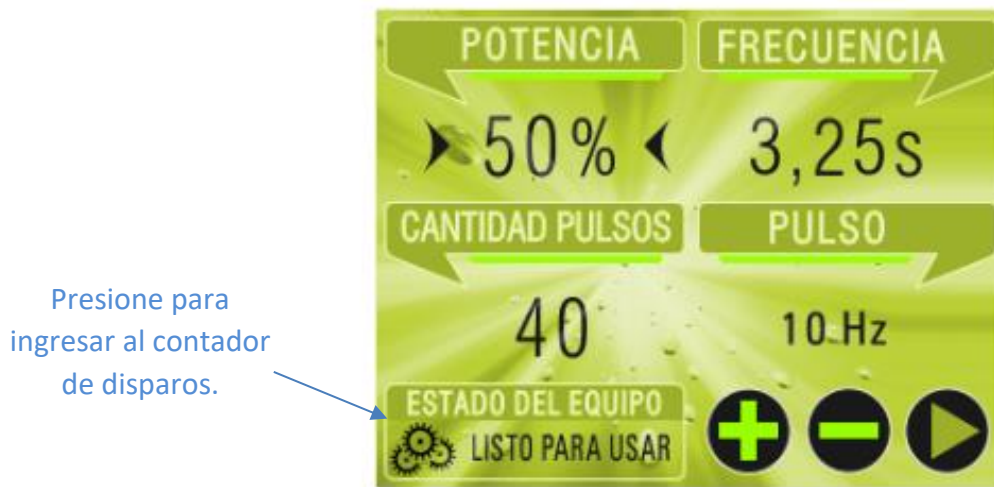 POTENCIA
FRECUENCIA
50%
3,25s
CANTIDAD PULSOS
PULSO
40
10 Hz
Presione para
ingresar al contador
de disparos.
ESTADO DEL EQUIPO
LISTO PARA USAR